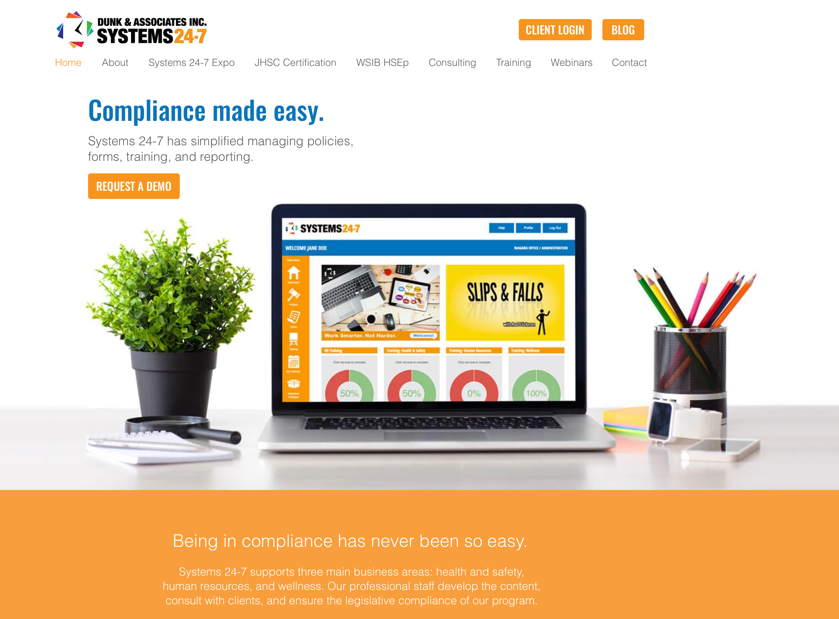 DUNK & ASSOCIATES INC.
SYSTEMS24-7
CLIENT LOGIN
BLOG
Home
About
Systems 24-7 Expo
JHSC Certification
WSIB HSEp
Consulting
Training
Webinars
Contact
Compliance made easy.
Systems 24-7 has simplified managing policies,
forms, training, and reporting.
REQUEST A DEMO
SYSTEMS24-7
Help
Profile
Log Out
WELCOME JANE DOE
NIAGARA OFFICE / ADMINISTRATION
SLIPS & FALLS
Work Smarter, Not Harder.
Welcome!
All Training
Training: Health & Safety
Training: Human Resources
Training: Wellness
50%
50%
0%
100%
Being in compliance has never been so easy.
Systems 24-7 supports three main business areas: health and safety,
human resources, and wellness. Our professional staff develop the content,
consult with clients, and ensure the legislative compliance of our program.